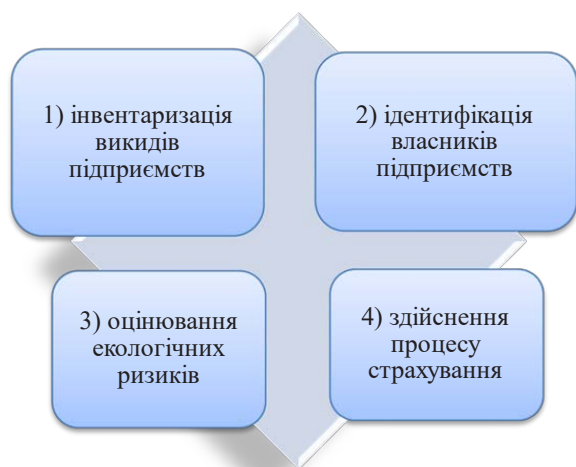 1) інвентаризація
викидів
підприємств
2) ідентифікація
власників
підприємств
3) оцінювання
екологічних
ризиків
4) здійснення
процесу
страхування